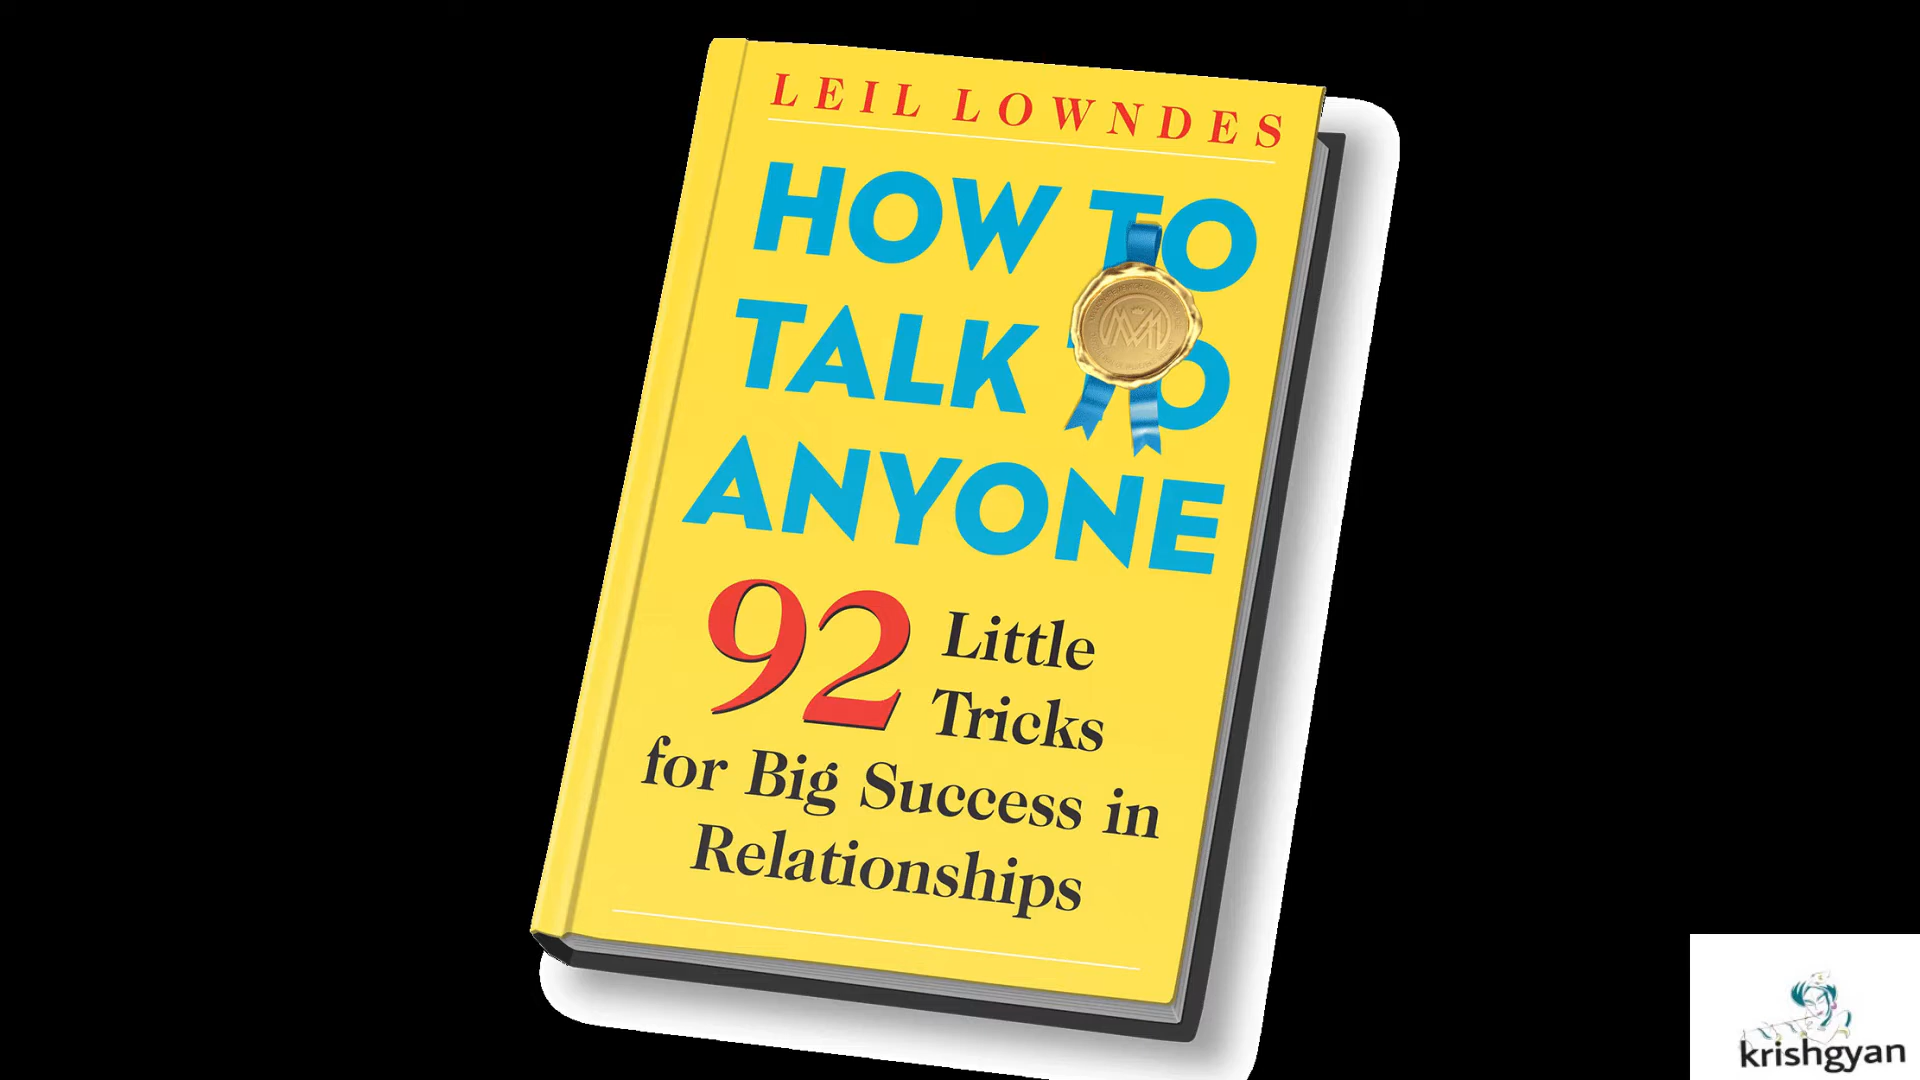 LEIL LOWNDES
HOW TO
TALK TO
ANYONE
92 Little
Tricks
for Big Success in
Relationships
krishgyan